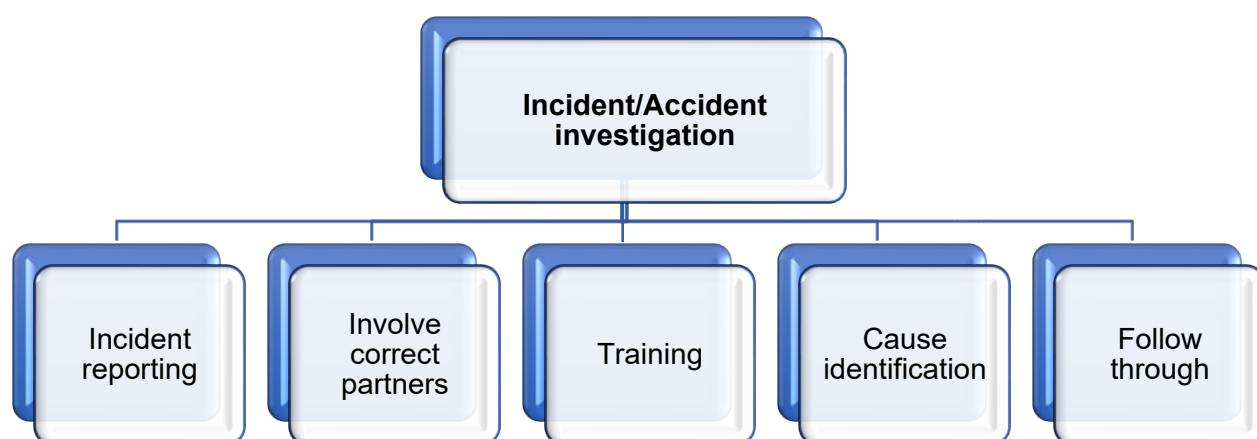 Incident/Accident
investigation
Incident
reporting
Involve
correct
partners
Training
Cause
identification
Follow
through